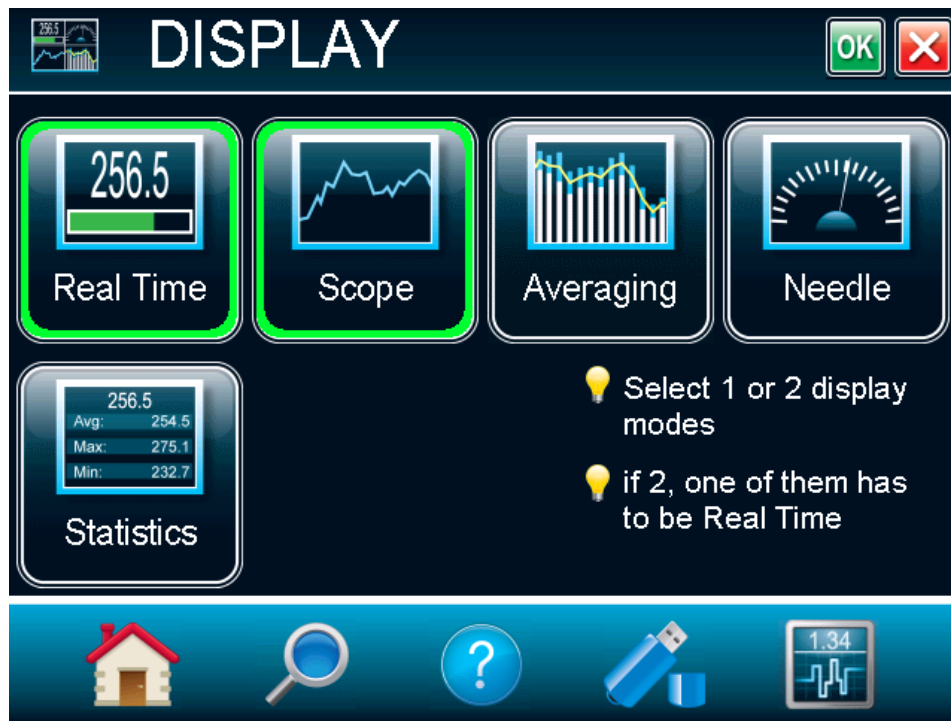 256.5
DISPLAY
OK
256.5
Real Time
Scope
Averaging
Needle
256.5
Avg: 254.5
Max: 275.1
Min: 232.7
Statistics
Select 1 or 2 display
modes
if 2, one of them has
to be Real Time
?
1.34